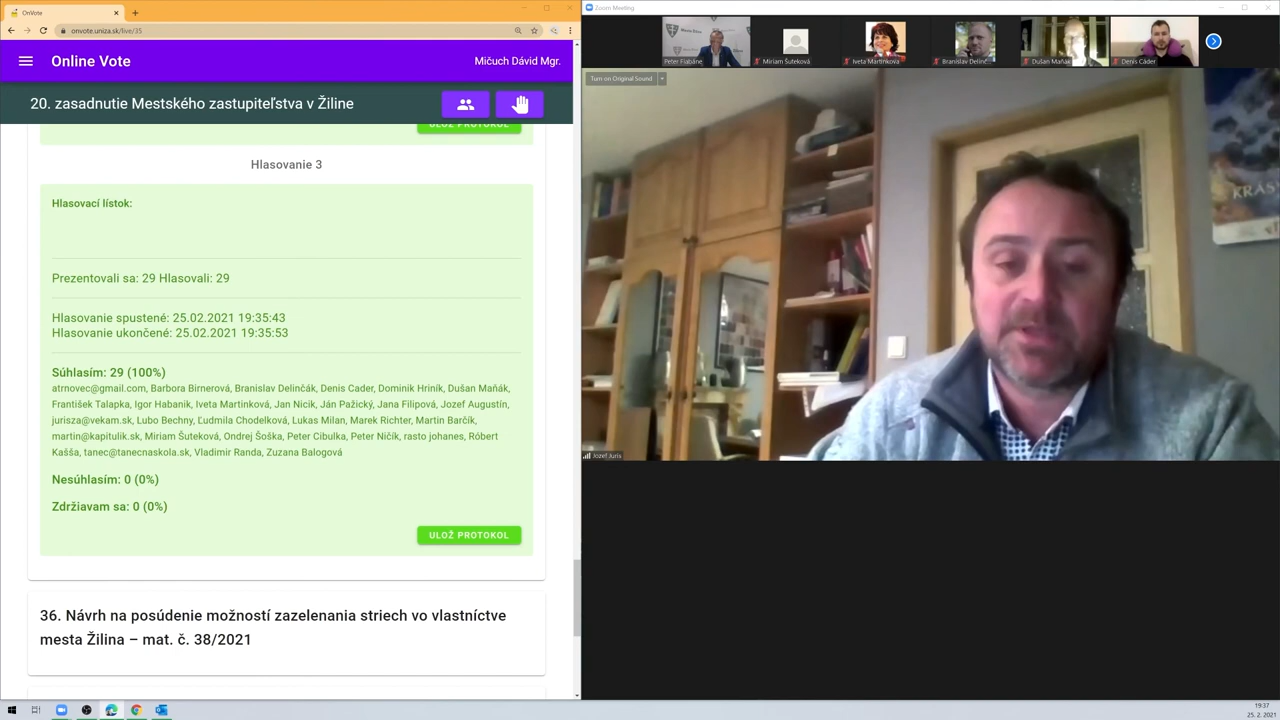 OnVote
onvote.uniza.sk/live/35
Online Vote
Mičuch Dávid Mgr.
20. zasadnutie Mestského zastupiteľstva v Žiline
ULOŽ PROTOKOL
Hlasovanie 3
Hlasovací lístok:
Prezentovali sa: 29 Hlasovali: 29
Hlasovanie spustené: 25.02.2021 19:35:43
Hlasovanie ukončené: 25.02.2021 19:35:53
Súhlasím: 29 (100%)
atrnovec@gmail.com, Barbora Birnerová, Branislav Delinčák, Denis Cader, Dominik Hriník, Dušan Maňák,
František Talapka, Igor Habanik, Iveta Martinková, Jan Nicik, Ján Pažický, Jana Filipová, Jozef Augustín,
jurisza@vekam.sk, Lubo Bechny, Ľudmila Chodelková, Lukas Milan, Marek Richter, Martin Barčík,
martin@kapitulik.sk, Miriam Šuteková, Ondrej Šoška, Peter Cibulka, Peter Ničík, rasto johanes, Róbert
Kašša, tanec@tanecnaskola.sk, Vladimir Randa, Zuzana Balogová
Nesúhlasím: 0 (0%)
Zdržiavam sa: 0 (0%)
ULOŽ PROTOKOL
36. Návrh na posúdenie možností zazelenania striech vo vlastníctve
mesta Žilina – mat. č. 38/2021
Zoom Meeting
Peter Fiabáne
Miriam Šuteková
Iveta Martinková
Branislav Delinč...
Dušan Maňák
Denis Cáder
Turn on Original Sound
KRÁS
Jozef Juriš
19:37
25. 2. 2021